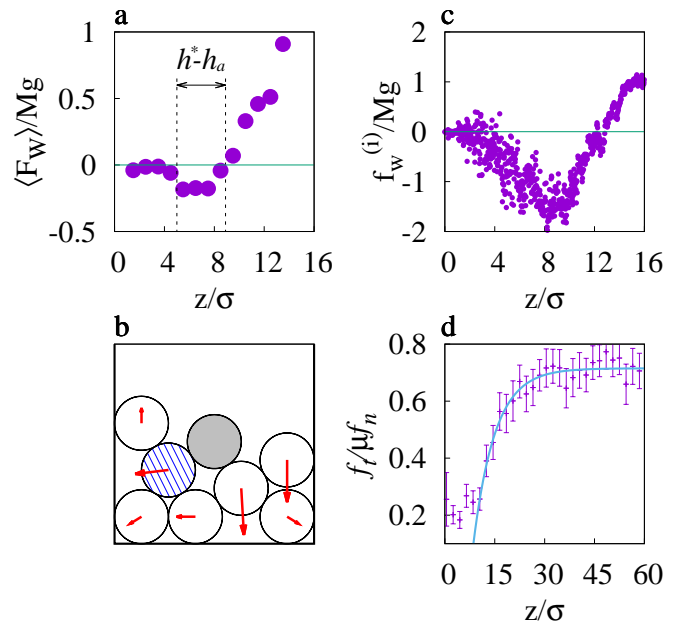 a
⟨F_W⟩/Mg
1
0.5
0
-0.5
h*-h_a
0 4 8 12 16
z/σ
c
f_w^(i)/Mg
2
1
0
-1
-2
0 4 8 12 16
z/σ
b
d
f_t/μf_n
0.8
0.6
0.4
0.2
0 15 30 45 60
z/σ